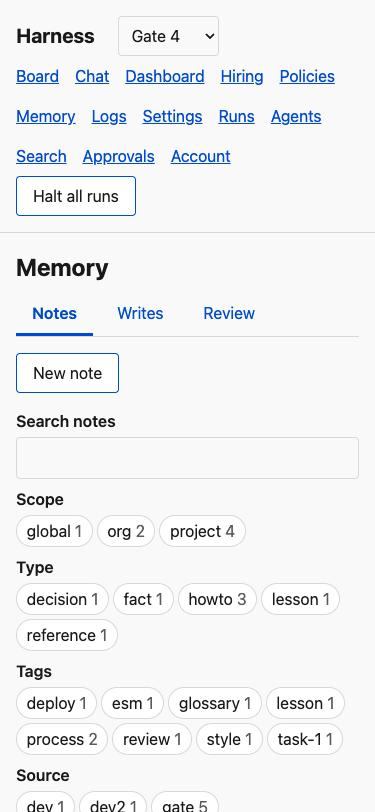 Harness Gate 4
Board Chat Dashboard Hiring Policies
Memory Logs Settings Runs Agents
Search Approvals Account
Halt all runs
Memory
Notes Writes Review
New note
Search notes
Scope
global 1 org 2 project 4
Type
decision 1 fact 1 howto 3 lesson 1
reference 1
Tags
deploy 1 esm 1 glossary 1 lesson 1
process 2 review 1 style 1 task-1 1
Source
dev 1 dev2 1 gate 5